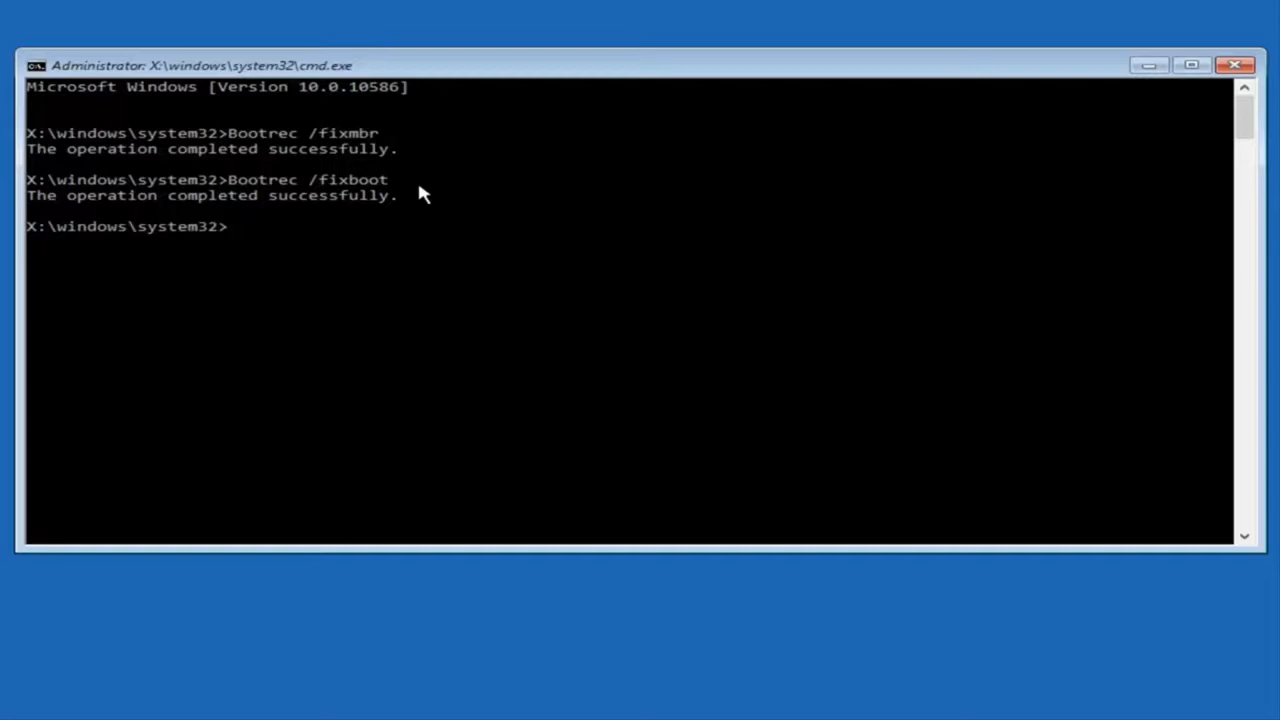 Administrator: X:\windows\system32\cmd.exe
Microsoft Windows [Version 10.0.10586]
X:\windows\system32>Bootrec /fixmbr
The operation completed successfully.
X:\windows\system32>Bootrec /fixboot
The operation completed successfully.
X:\windows\system32>